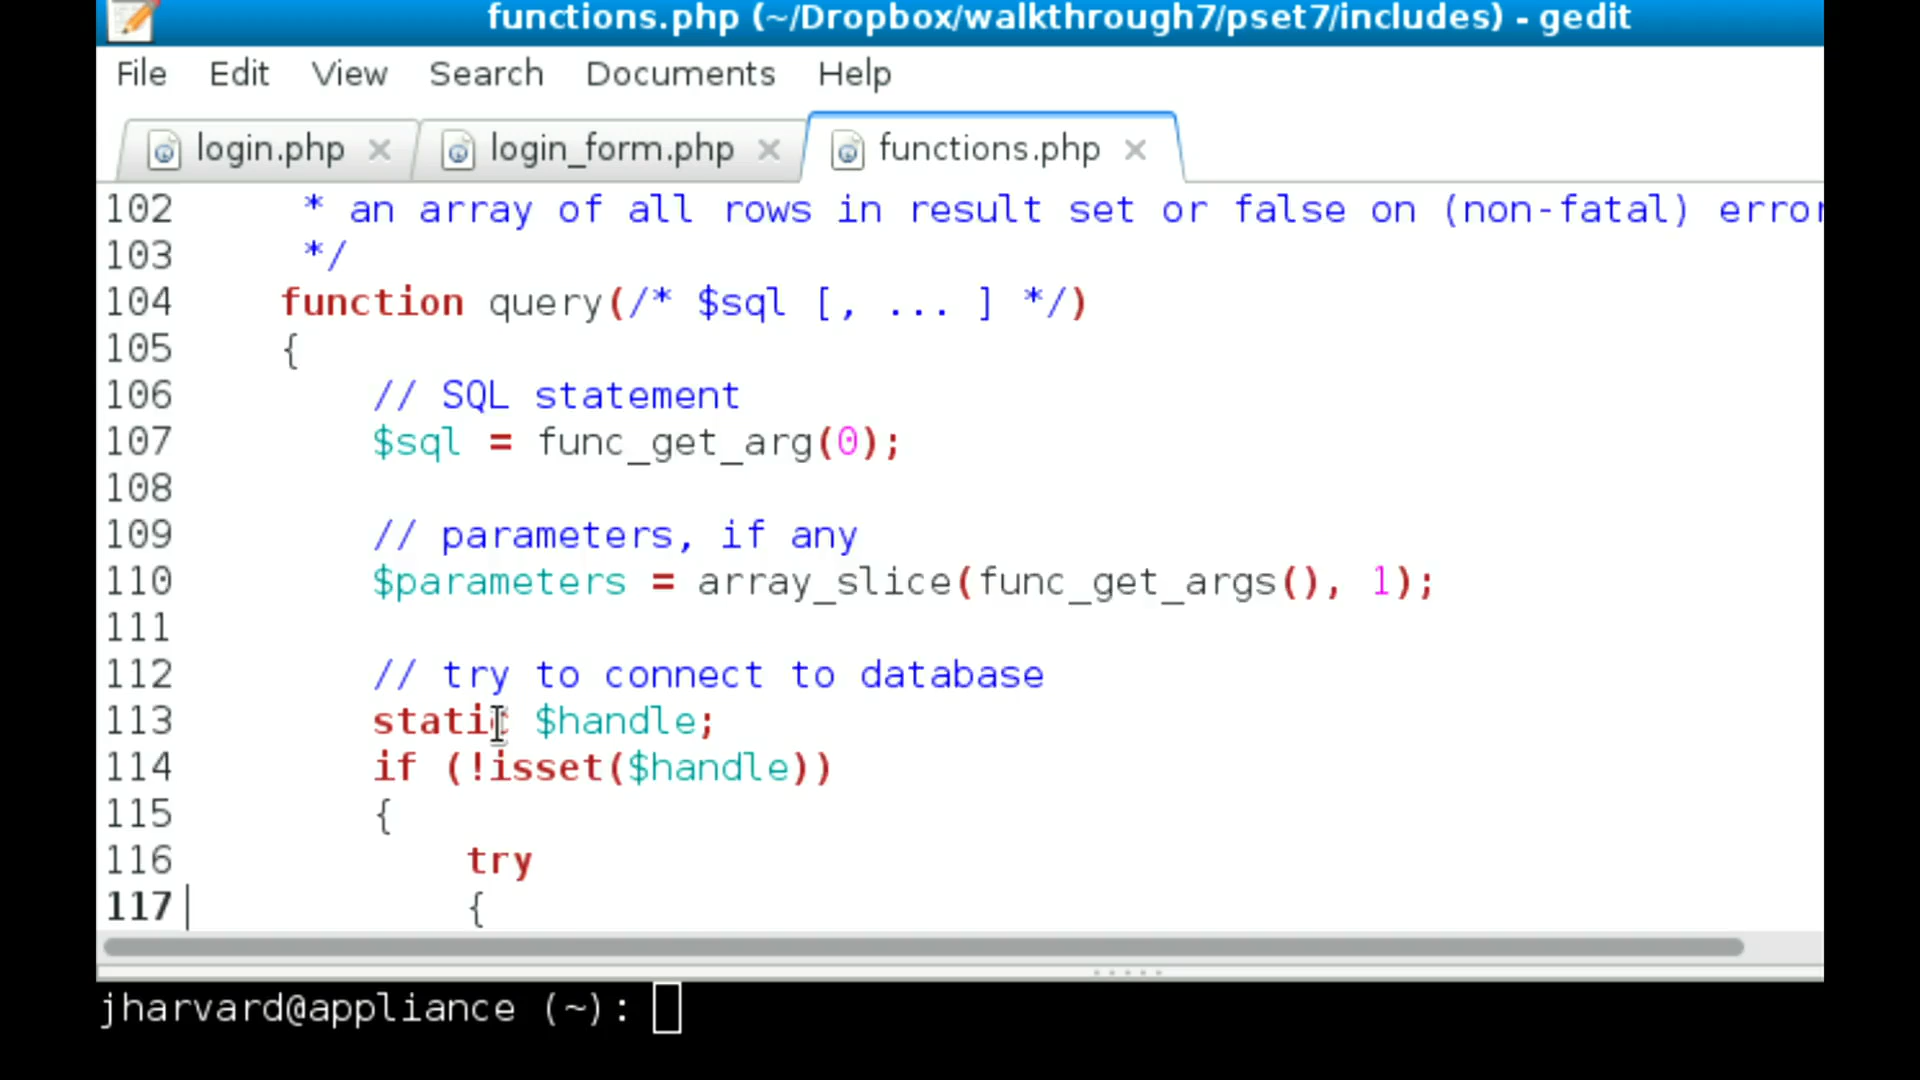 functions.php (~/Dropbox/walkthrough7/pset7/includes) - gedit
File Edit View Search Documents Help
login.php login_form.php functions.php
102 * an array of all rows in result set or false on (non-fatal) error
103 */
104 function query(/* $sql [, ... ] */)
105 {
106 // SQL statement
107 $sql = func_get_arg(0);
108
109 // parameters, if any
110 $parameters = array_slice(func_get_args(), 1);
111
112 // try to connect to database
113 static $handle;
114 if (!isset($handle))
115 {
116 try
117 {
jharvard@appliance (~):